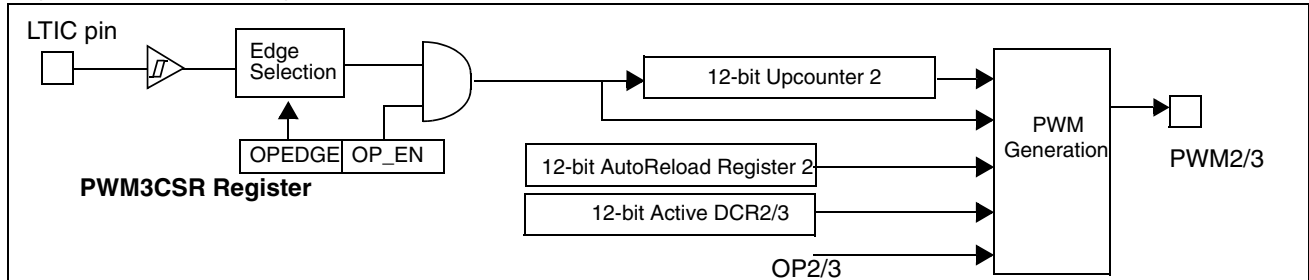 LTIC pin
Edge
Selection
12-bit Upcounter 2
OPEDGE OP_EN
PWM3CSR Register
12-bit AutoReload Register 2
12-bit Active DCR2/3
OP2/3
PWM
Generation
PWM2/3